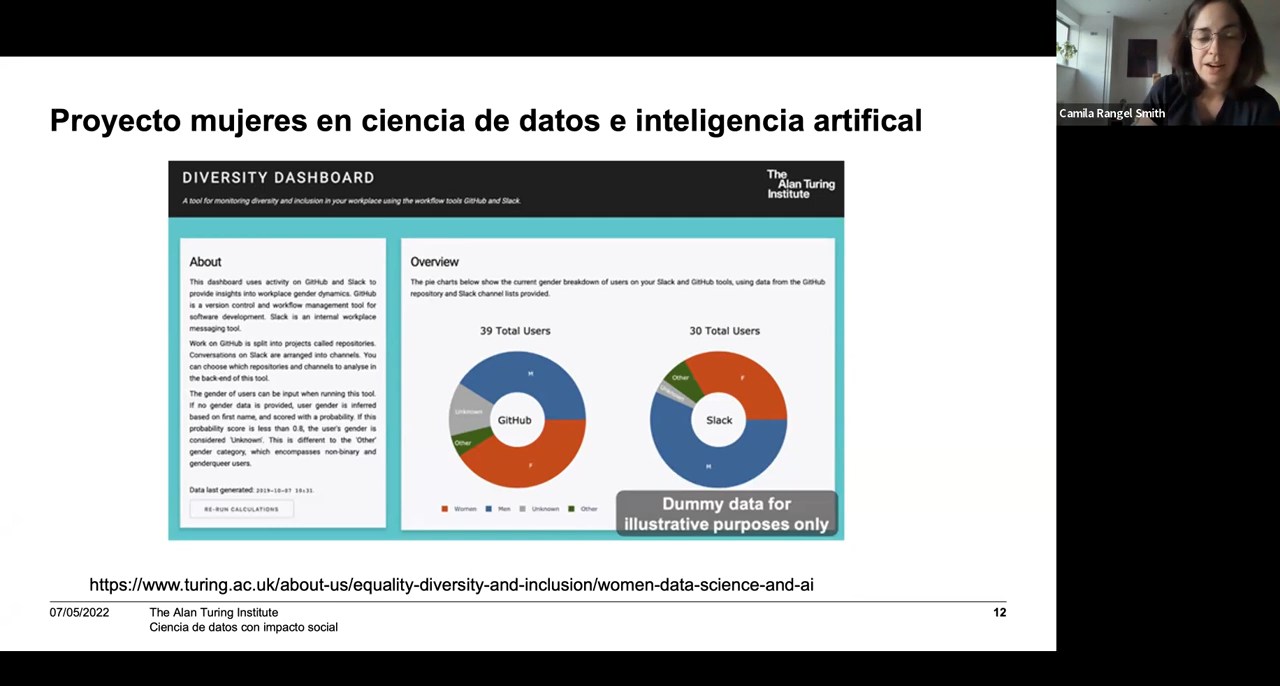 Proyecto mujeres en ciencia de datos e inteligencia artifical
DIVERSITY DASHBOARD
A tool for monitoring diversity and inclusion in your workplace using the workflow tools GitHub and Slack.
The
Alan Turing
Institute
About
This dashboard uses activity on GitHub and Slack to
provide insights into workplace gender dynamics. GitHub
is a version control and workflow management tool for
software development. Slack is an internal workplace
messaging tool.
Work on GitHub is split into projects called repositories.
Conversations on Slack are arranged into channels. You
can choose which repositories and channels to analyse in
the back-end of this tool.
The gender of users can be input when running this tool.
If no gender data is provided, user gender is inferred
based on first name, and scored with a probability. If this
probability score is less than 0.8, the user's gender is
considered 'Unknown'. This is different to the 'Other'
gender category, which encompasses non-binary and
genderqueer users.
Data last generated: 2019-10-07 10:31.
RE-RUN CALCULATIONS
Overview
The pie charts below show the current gender breakdown of users on your Slack and GitHub tools, using data from the GitHub
repository and Slack channel lists provided.
39 Total Users
M
Unknown
Other
F
GitHub
30 Total Users
Other
Unknown
F
M
Slack
Women
Men
Unknown
Other
Dummy data for
illustrative purposes only
https://www.turing.ac.uk/about-us/equality-diversity-and-inclusion/women-data-science-and-ai
07/05/2022
The Alan Turing Institute
Ciencia de datos con impacto social
12
Camila Rangel Smith